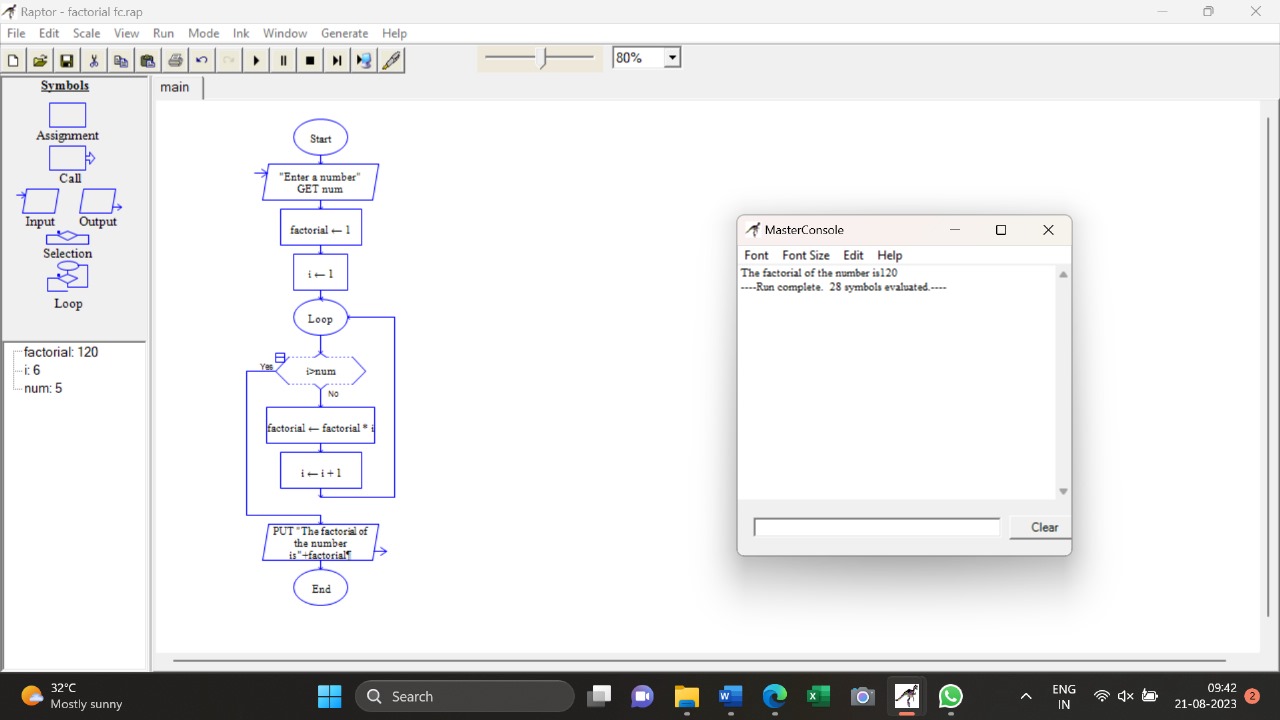 Raptor - factorial fc.rap
File Edit Scale View Run Mode Ink Window Generate Help
80%
Symbols
Assignment
Call
Input Output
Selection
Loop
factorial: 120
i: 6
num: 5
main
Start
"Enter a number"
GET num
factorial ← 1
i ← 1
Loop
Yes
i>num
No
factorial ← factorial * i
i ← i + 1
PUT "The factorial of
the number
is"+factorial¶
End
MasterConsole
Font Font Size Edit Help
The factorial of the number is120
----Run complete. 28 symbols evaluated.----
Clear
32°C
Mostly sunny
Search
ENG
IN
09:42
21-08-2023
2